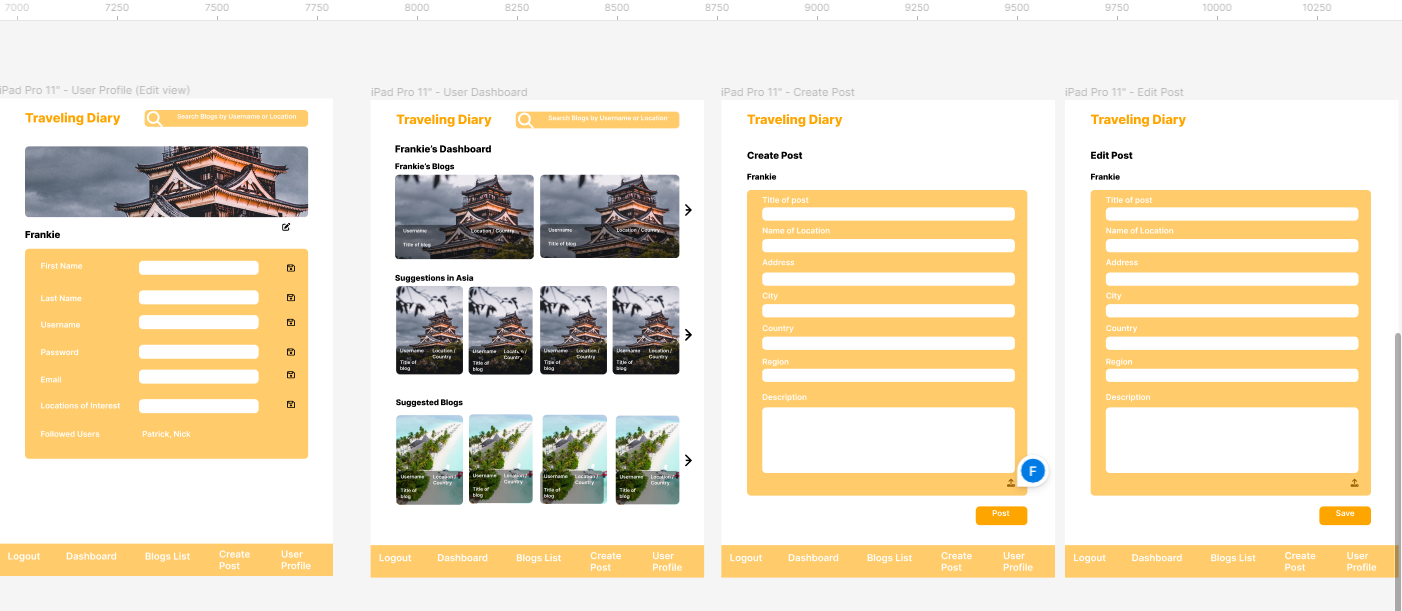 7000 7250 7500 7750 8000 8250 8500 8750 9000 9250 9500 9750 10000 10250
iPad Pro 11" - User Profile (Edit view)
Traveling Diary
Search Blogs by Username or Location
Frankie
First Name
Last Name
Username
Password
Email
Locations of Interest
Followed Users Patrick, Nick
Logout Dashboard Blogs List Create Post User Profile
iPad Pro 11" - User Dashboard
Traveling Diary
Search Blogs by Username or Location
Frankie's Dashboard
Frankie's Blogs
Username Location / Country
Title of blog
Username Location / Country
Title of blog
Suggestions in Asia
Username Location / Country
Title of blog
Username Location / Country
Title of blog
Username Location / Country
Title of blog
Username Location / Country
Title of blog
Suggested Blogs
Username Location / Country
Title of blog
Username Location / Country
Title of blog
Username Location / Country
Title of blog
Username Location / Country
Title of blog
Logout Dashboard Blogs List Create Post User Profile
iPad Pro 11" - Create Post
Traveling Diary
Create Post
Frankie
Title of post
Name of Location
Address
City
Country
Region
Description
F
Post
Logout Dashboard Blogs List Create Post User Profile
iPad Pro 11" - Edit Post
Traveling Diary
Edit Post
Frankie
Title of post
Name of Location
Address
City
Country
Region
Description
Save
Logout Dashboard Blogs List Create Post User Profile